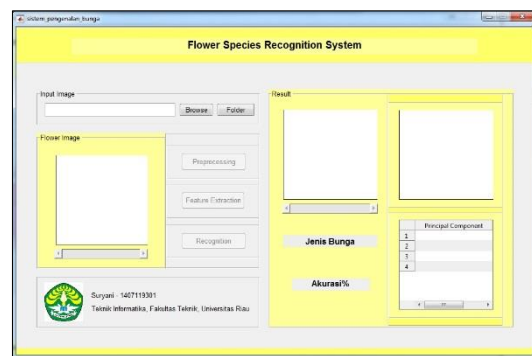 sistem_pengenalan_bunga
Flower Species Recognition System
Input Image
Browse
Folder
Flower Image
Preprocessing
Feature Extraction
Recognition
Suryani - 1407119301
Teknik Informatika, Fakultas Teknik, Universitas Riau
Result
Jenis Bunga
Akurasi%
Principal Component
1
2
3
4